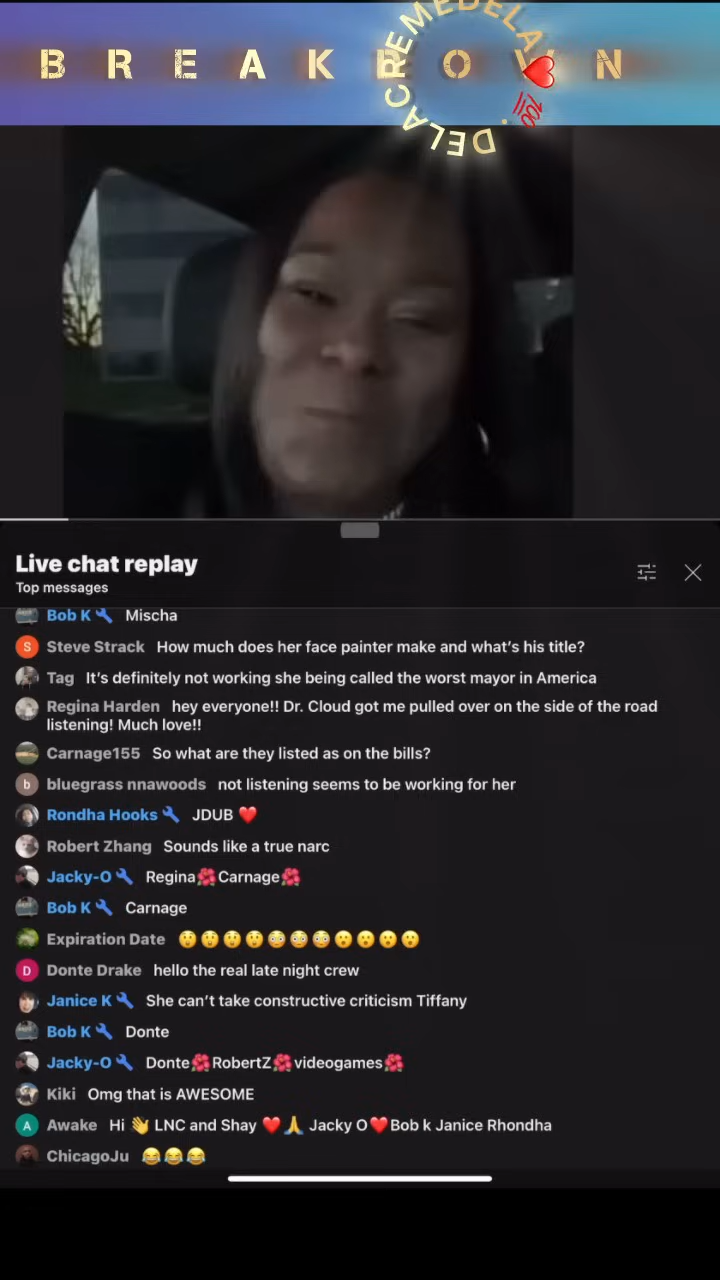 B R E A K D O W N
CREMEDELA❤️💯.DELA
Live chat replay
Top messages
Bob K 🔧 Mischa
S Steve Strack How much does her face painter make and what's his title?
Tag It's definitely not working she being called the worst mayor in America
Regina Harden hey everyone!! Dr. Cloud got me pulled over on the side of the road
listening! Much love!!
Carnage155 So what are they listed as on the bills?
b bluegrass nnawoods not listening seems to be working for her
Rondha Hooks 🔧 JDUB ❤️
Robert Zhang Sounds like a true narc
Jacky-O 🔧 Regina🌺Carnage🌺
Bob K 🔧 Carnage
Expiration Date 😲😲😲😲😳😳😳😮😮😮😮
D Donte Drake hello the real late night crew
Janice K 🔧 She can't take constructive criticism Tiffany
Bob K 🔧 Donte
Jacky-O 🔧 Donte🌺RobertZ🌺videogames🌺
Kiki Omg that is AWESOME
A Awake Hi 👋 LNC and Shay ❤️🙏 Jacky O❤️Bob k Janice Rhondha
ChicagoJu 😂😂😂